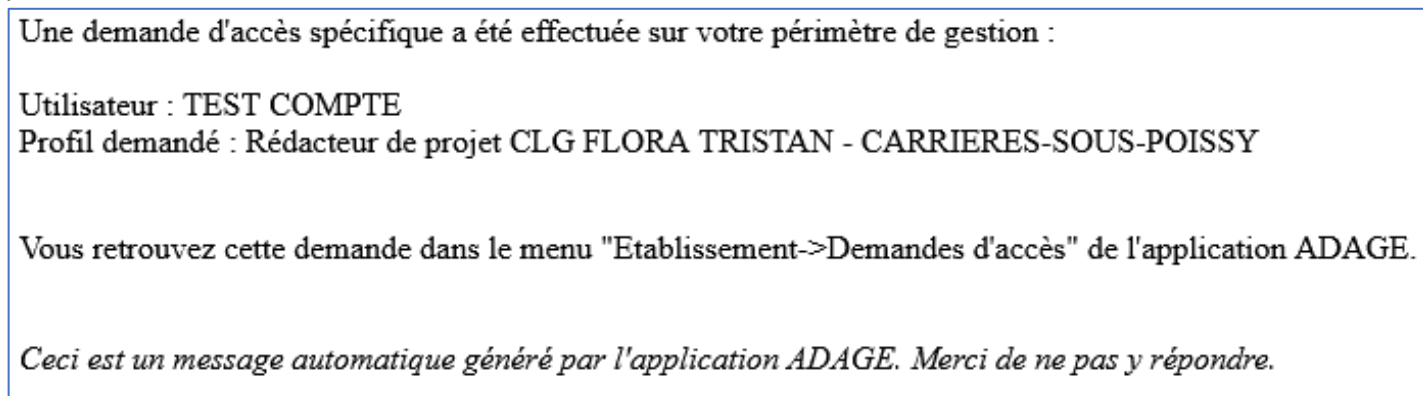 Une demande d'accès spécifique a été effectuée sur votre périmètre de gestion :
Utilisateur : TEST COMPTE
Profil demandé : Rédacteur de projet CLG FLORA TRISTAN - CARRIERES-SOUS-POISSY
Vous retrouvez cette demande dans le menu "Etablissement->Demandes d'accès" de l'application ADAGE.
Ceci est un message automatique généré par l'application ADAGE. Merci de ne pas y répondre.